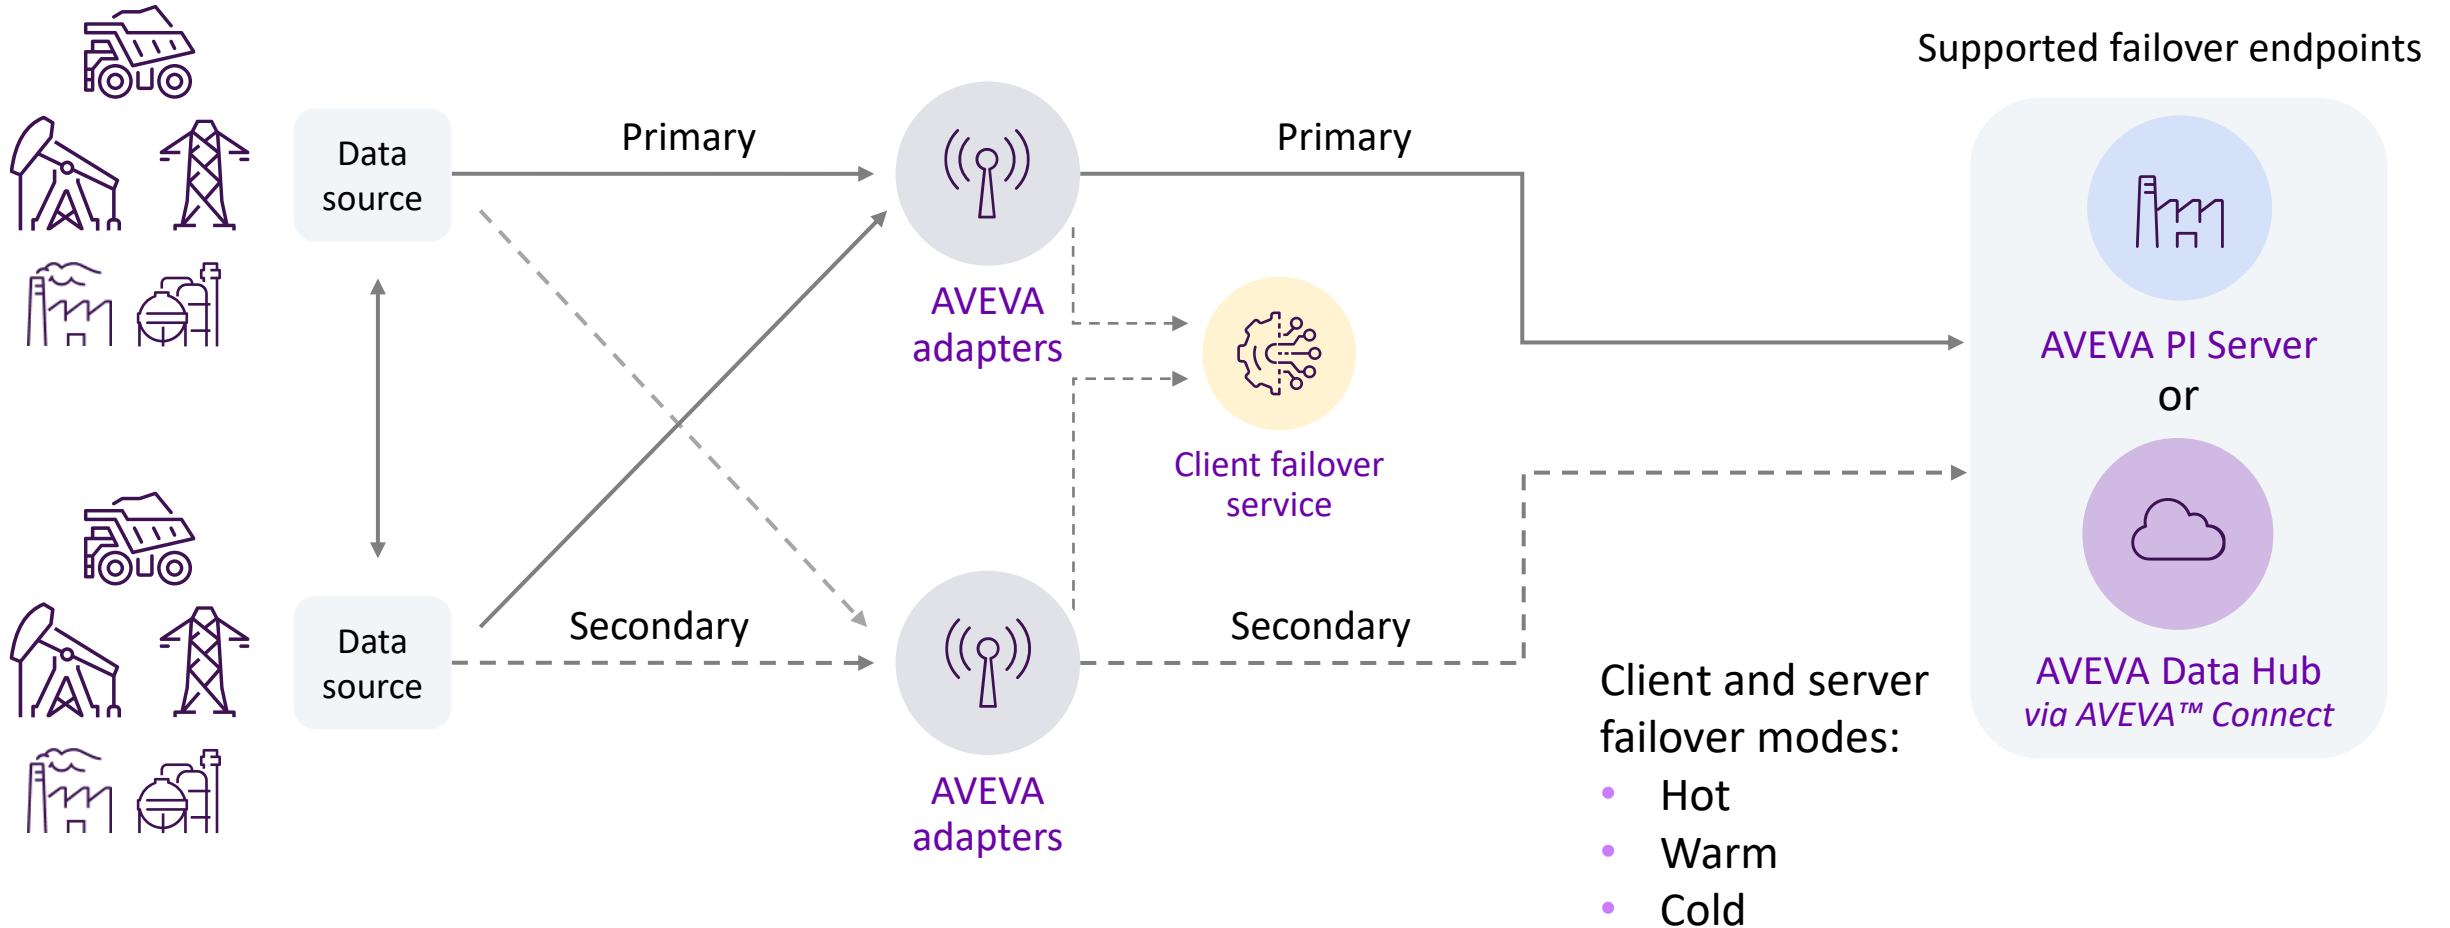 Supported failover endpoints
Data
source
Primary
Primary
AVEVA
adapters
Client failover
service
AVEVA PI Server
or
AVEVA Data Hub
via AVEVA™ Connect
Data
source
Secondary
Secondary
AVEVA
adapters
Client and server
failover modes:
• Hot
• Warm
• Cold